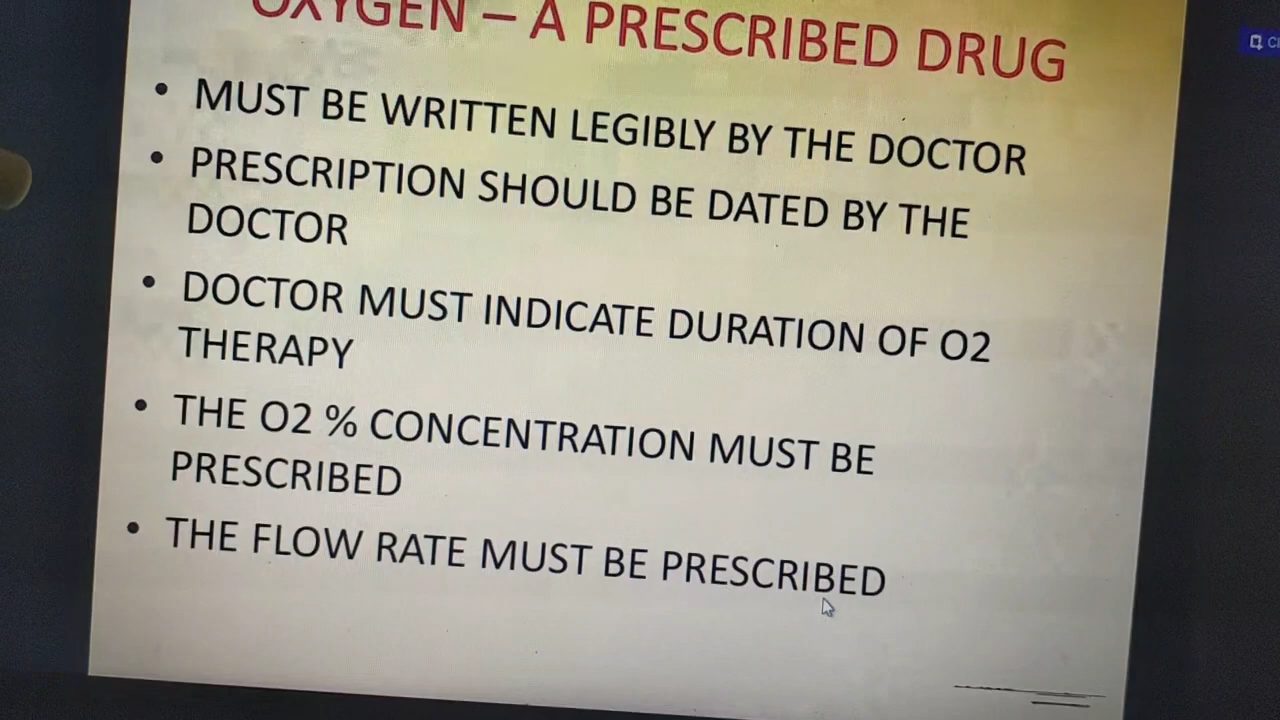 OXYGEN – A PRESCRIBED DRUG
• MUST BE WRITTEN LEGIBLY BY THE DOCTOR
• PRESCRIPTION SHOULD BE DATED BY THE
DOCTOR
• DOCTOR MUST INDICATE DURATION OF O2
THERAPY
• THE O2 % CONCENTRATION MUST BE
PRESCRIBED
• THE FLOW RATE MUST BE PRESCRIBED